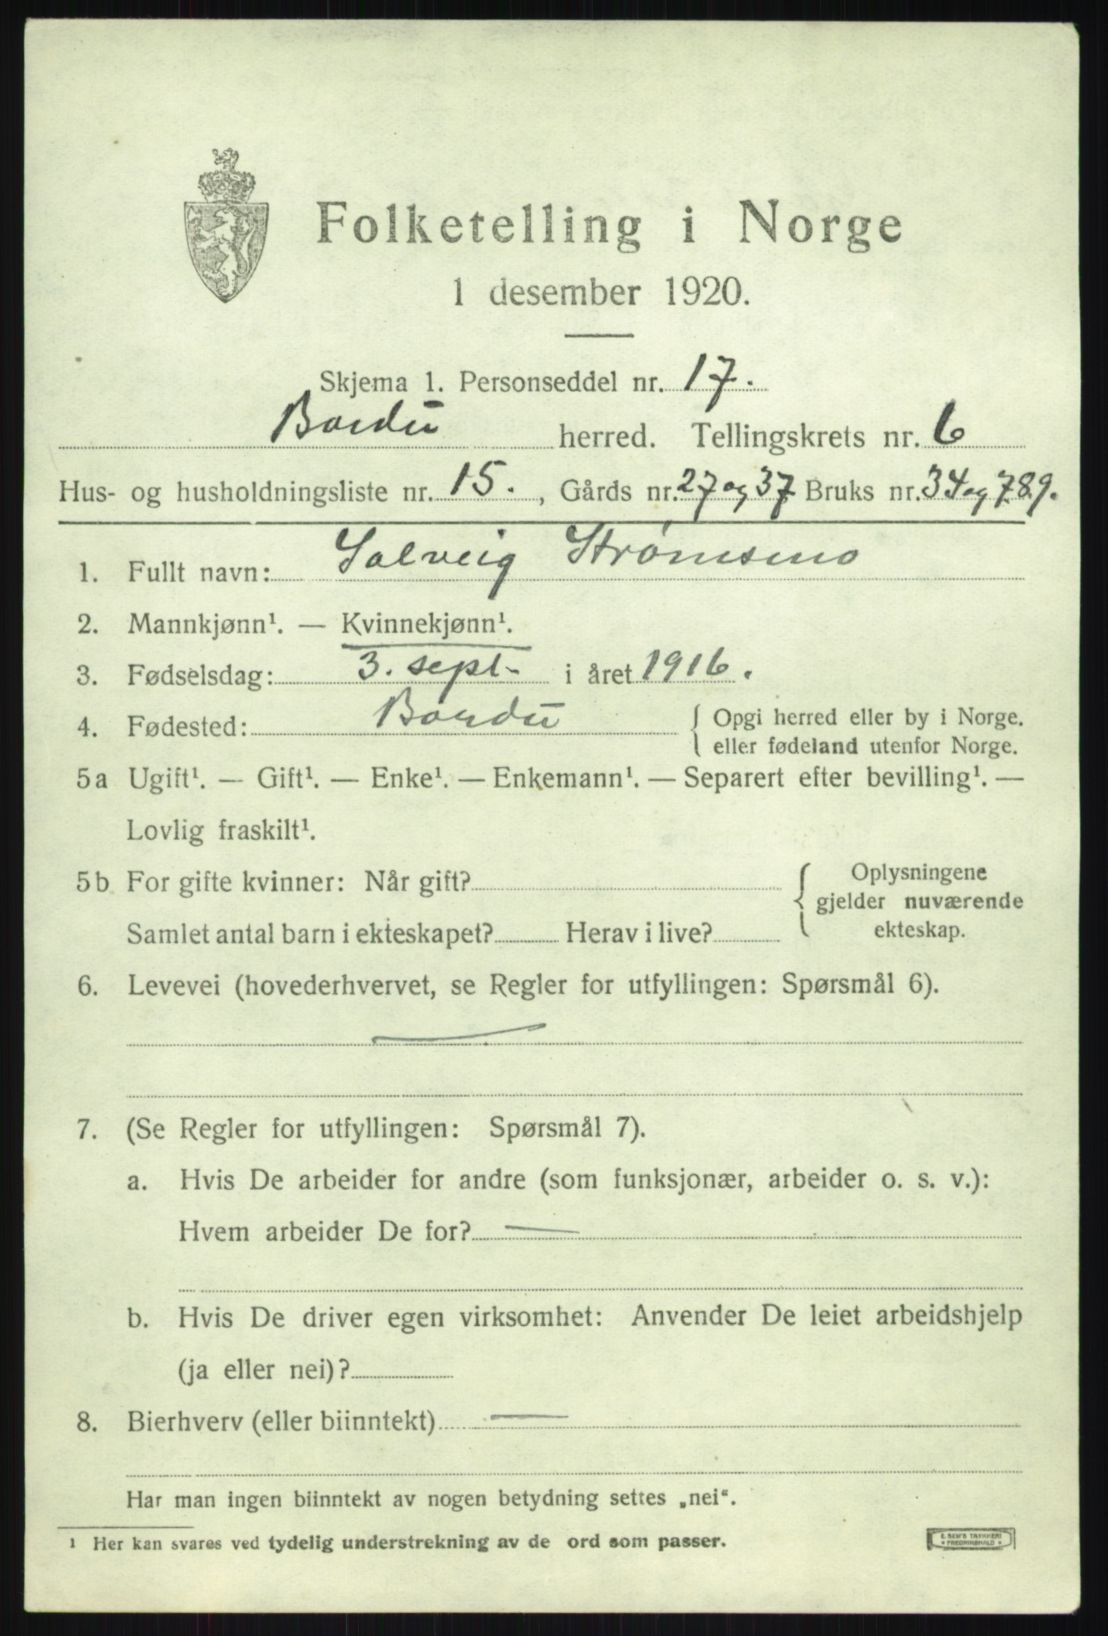 Folketelling i Norge
1 desember 1920.
Skjema 1. Personseddel nr. 17.
Bardu herred. Tellingskrets nr. 6
Hus- og husholdningsliste nr. 15. , Gårds nr. 27 og 37 Bruks nr. 34 og 789.
1. Fullt navn: Solveig Strømsmo
2. Mannkjønn¹. — Kvinnekjønn¹.
3. Fødselsdag: 3. sept. i året 1916.
4. Fødested: Bardu { Opgi herred eller by i Norge.
eller fødeland utenfor Norge.
5a Ugift¹. — Gift¹. — Enke¹. — Enkemann¹. — Separert efter bevilling¹. —
Lovlig fraskilt¹.
5b For gifte kvinner: Når gift? { Oplysningene
gjelder nuværende
Samlet antal barn i ekteskapet? Herav i live? ekteskap.
6. Levevei (hovederhvervet, se Regler for utfyllingen: Spørsmål 6).
—
7. (Se Regler for utfyllingen: Spørsmål 7).
a. Hvis De arbeider for andre (som funksjonær, arbeider o. s. v.):
Hvem arbeider De for? —
b. Hvis De driver egen virksomhet: Anvender De leiet arbeidshjelp
(ja eller nei)?
8. Bierhverv (eller biinntekt) —
Har man ingen biinntekt av nogen betydning settes „nei“.
¹ Her kan svares ved tydelig understrekning av de ord som passer.
E. SEM'S TRYKKERI
FREDRIKSHALD